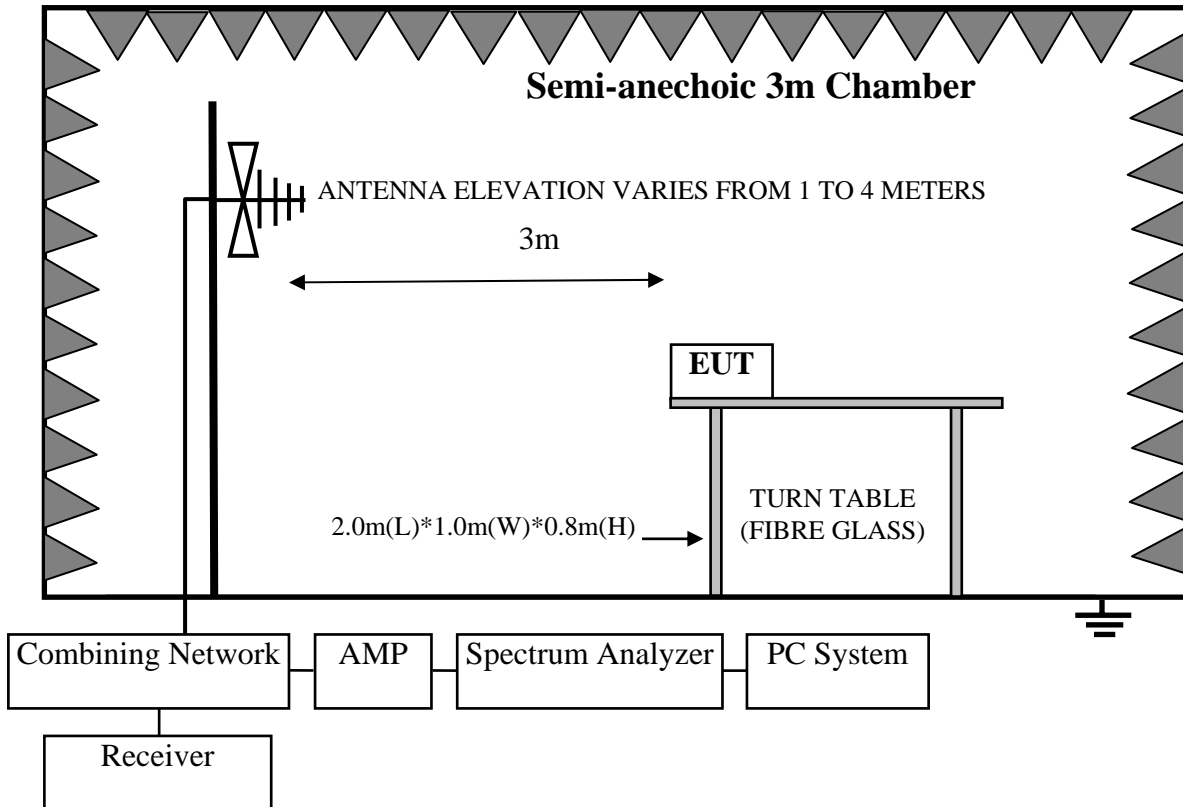 Semi-anechoic 3m Chamber
ANTENNA ELEVATION VARIES FROM 1 TO 4 METERS
3m
EUT
TURN TABLE
(FIBRE GLASS)
2.0m(L)*1.0m(W)*0.8m(H)
Combining Network
AMP
Spectrum Analyzer
PC System
Receiver